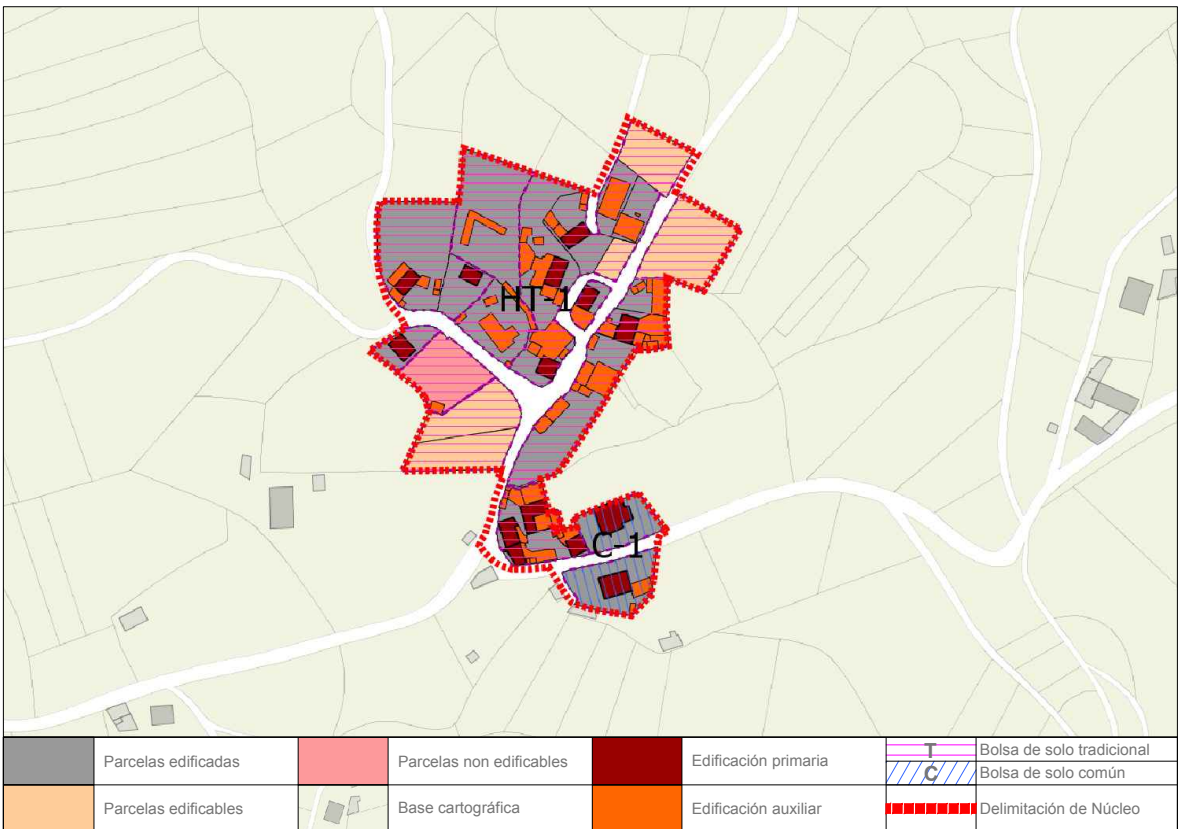 HT-1
C-1
Parcelas edificadas
Parcelas non edificables
Edificación primaria
T
Bolsa de solo tradicional
C
Bolsa de solo común
Parcelas edificables
Base cartográfica
Edificación auxiliar
Delimitación de Núcleo